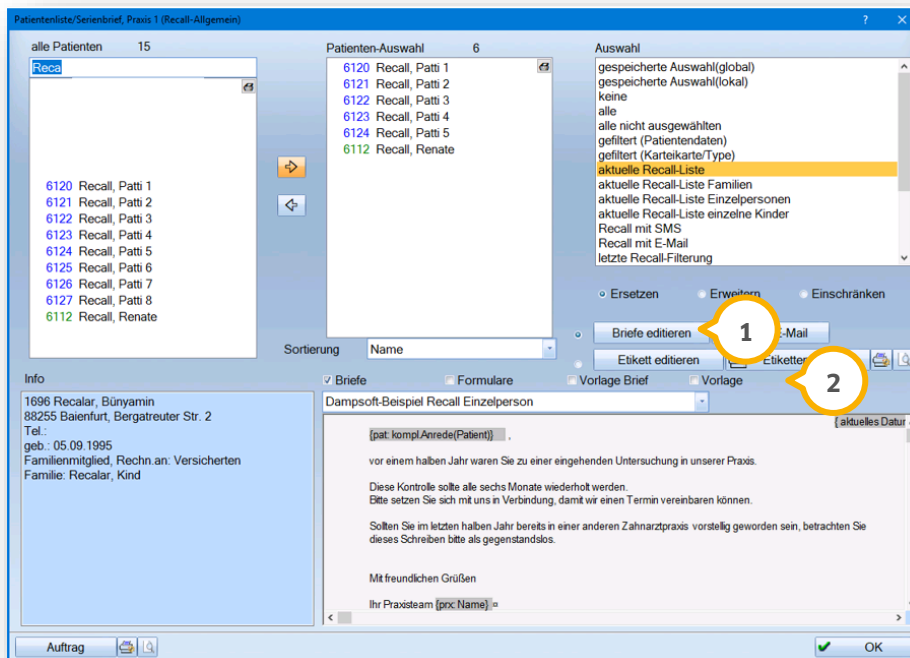 Patientenliste/Serienbrief, Praxis 1 (Recall-Allgemein)
alle Patienten 15
Reca
6120 Recall, Patti 1
6121 Recall, Patti 2
6122 Recall, Patti 3
6123 Recall, Patti 4
6124 Recall, Patti 5
6125 Recall, Patti 6
6126 Recall, Patti 7
6127 Recall, Patti 8
6112 Recall, Renate
Patienten-Auswahl 6
6120 Recall, Patti 1
6121 Recall, Patti 2
6122 Recall, Patti 3
6123 Recall, Patti 4
6124 Recall, Patti 5
6112 Recall, Renate
Auswahl
gespeicherte Auswahl(global)
gespeicherte Auswahl(lokal)
keine
alle
alle nicht ausgewählten
gefiltert (Patientendaten)
gefiltert (Karteikarte/Type)
aktuelle Recall-Liste
aktuelle Recall-Liste Familien
aktuelle Recall-Liste Einzelpersonen
aktuelle Recall-Liste einzelne Kinder
Recall mit SMS
Recall mit E-Mail
letzte Recall-Filterung
Ersetzen Erweitern Einschränken
Briefe editieren 1 E-Mail
Sortierung Name
Etikett editieren Etiketten
Info
Briefe Formulare Vorlage Brief Vorlage 2
1696 Recalar, Bünyamin
88255 Baienfurt, Bergatreuter Str. 2
Tel.:
geb.: 05.09.1995
Familienmitglied, Rechn.an: Versicherten
Familie: Recalar, Kind
Dampsoft-Beispiel Recall Einzelperson
{ aktuelles Datur
{pat: kompl.Anrede(Patient)} ,
vor einem halben Jahr waren Sie zu einer eingehenden Untersuchung in unserer Praxis.
Diese Kontrolle sollte alle sechs Monate wiederholt werden.
Bitte setzen Sie sich mit uns in Verbindung, damit wir einen Termin vereinbaren können.
Sollten Sie im letzten halben Jahr bereits in einer anderen Zahnarztpraxis vorstellig geworden sein, betrachten Sie
dieses Schreiben bitte als gegenstandslos.
Mit freundlichen Grüßen
Ihr Praxisteam {prx: Name} ¤
Auftrag
OK